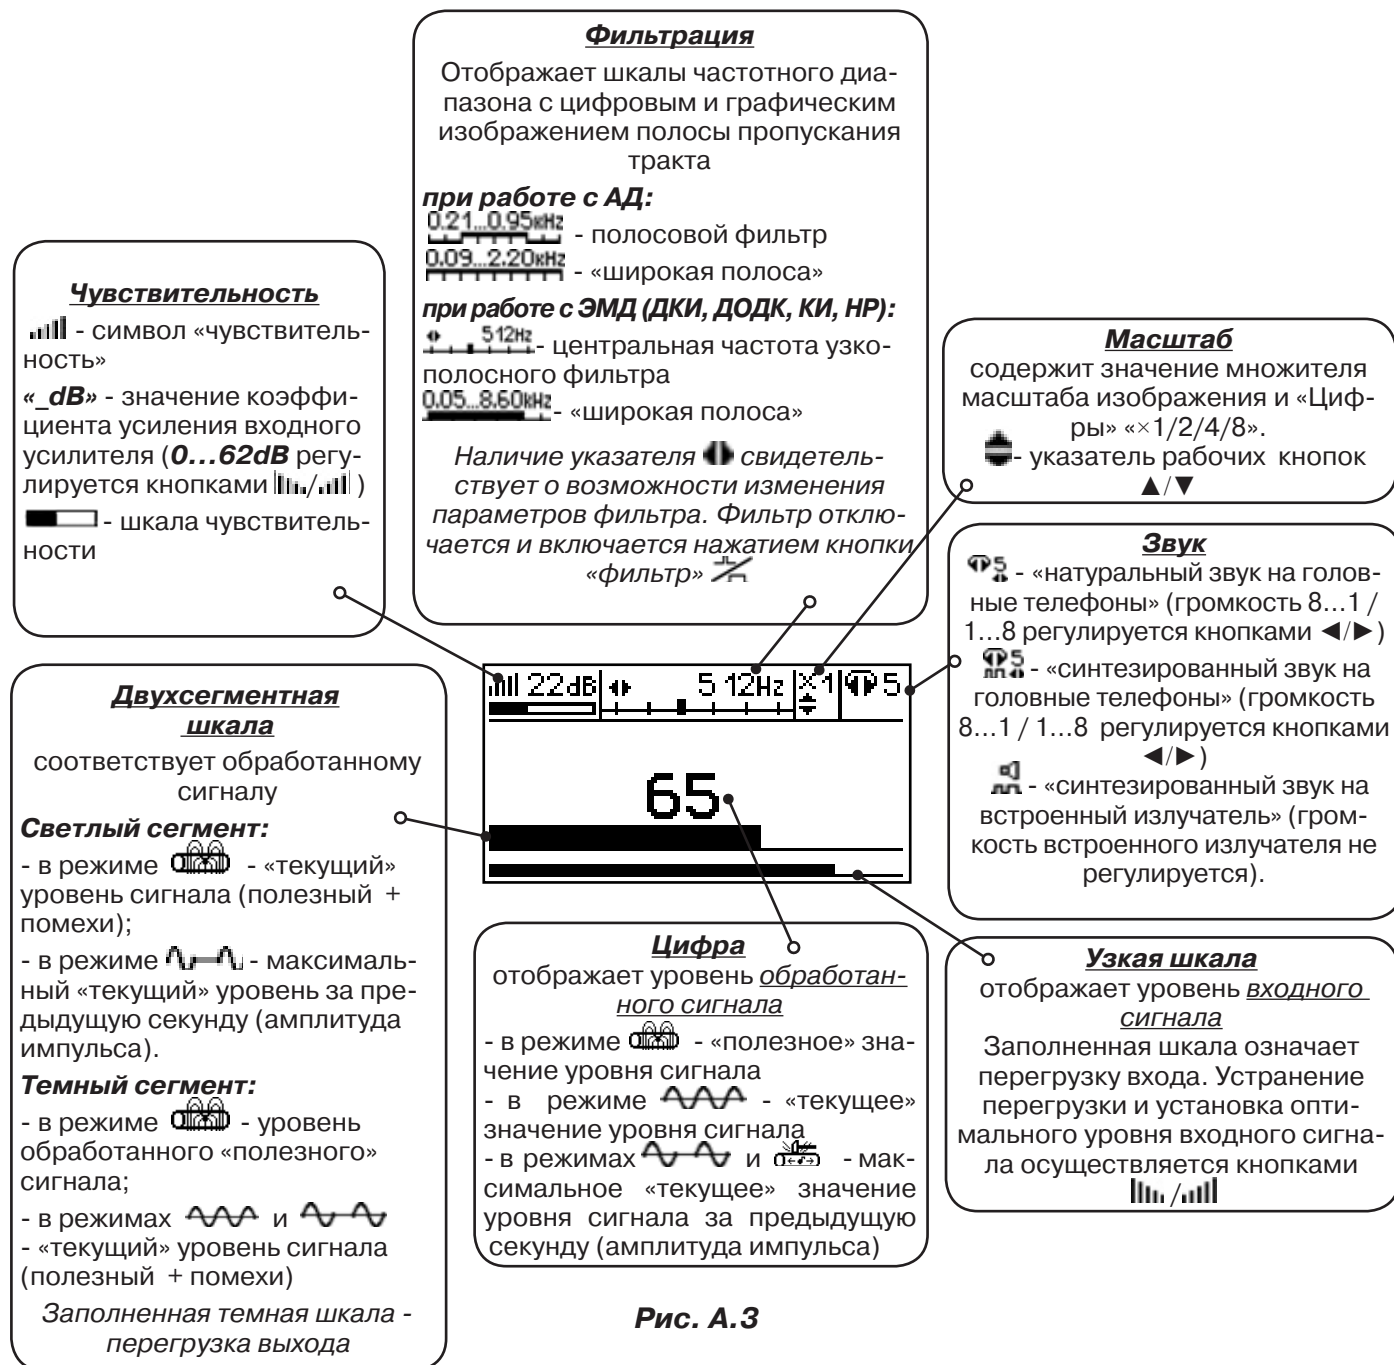 Фильтрация
Отображает шкалы частотного диа-
пазона с цифровым и графическим
изображением полосы пропускания
тракта
при работе с АД:
0.21...0.95кHz - полосовой фильтр
0.09...2.20кHz - «широкая полоса»
при работе с ЭМД (ДКИ, ДОДК, КИ, НР):
512Hz - центральная частота узко-
полосного фильтра
0.05...8.60кHz - «широкая полоса»
Наличие указателя свидетель-
ствует о возможности изменения
параметров фильтра. Фильтр отклю-
чается и включается нажатием кнопки
«фильтр»
Чувствительность
- символ «чувствитель-
ность»
«_dB» - значение коэффи-
циента усиления входного
усилителя (0...62dB регу-
лируется кнопками / )
- шкала чувствитель-
ности
Масштаб
содержит значение множителя
масштаба изображения и «Циф-
ры» «×1/2/4/8».
- указатель рабочих кнопок
▲/▼
Звук
5 - «натуральный звук на голов-
ные телефоны» (громкость 8...1 /
1...8 регулируется кнопками ◄/►)
5 - «синтезированный звук на
головные телефоны» (громкость
8...1 / 1...8 регулируется кнопками
◄/►)
- «синтезированный звук на
встроенный излучатель» (гром-
кость встроенного излучателя не
регулируется).
Двухсегментная
шкала
соответствует обработанному
сигналу
Светлый сегмент:
- в режиме - «текущий»
уровень сигнала (полезный +
помехи);
- в режиме - максималь-
ный «текущий» уровень за пре-
дыдущую секунду (амплитуда
импульса).
Темный сегмент:
- в режиме - уровень
обработанного «полезного»
сигнала;
- в режимах и
- «текущий» уровень сигнала
(полезный + помехи)
Заполненная темная шкала -
перегрузка выхода
22dB 512Hz ×1 5
65
Цифра
отображает уровень обработан-
ного сигнала
- в режиме - «полезное» зна-
чение уровня сигнала
- в режиме - «текущее»
значение уровня сигнала
- в режимах и - мак-
симальное «текущее» значение
уровня сигнала за предыдущую
секунду (амплитуда импульса)
Узкая шкала
отображает уровень входного
сигнала
Заполненная шкала означает
перегрузку входа. Устранение
перегрузки и установка опти-
мального уровня входного сигна-
ла осуществляется кнопками
/
Рис. А.3